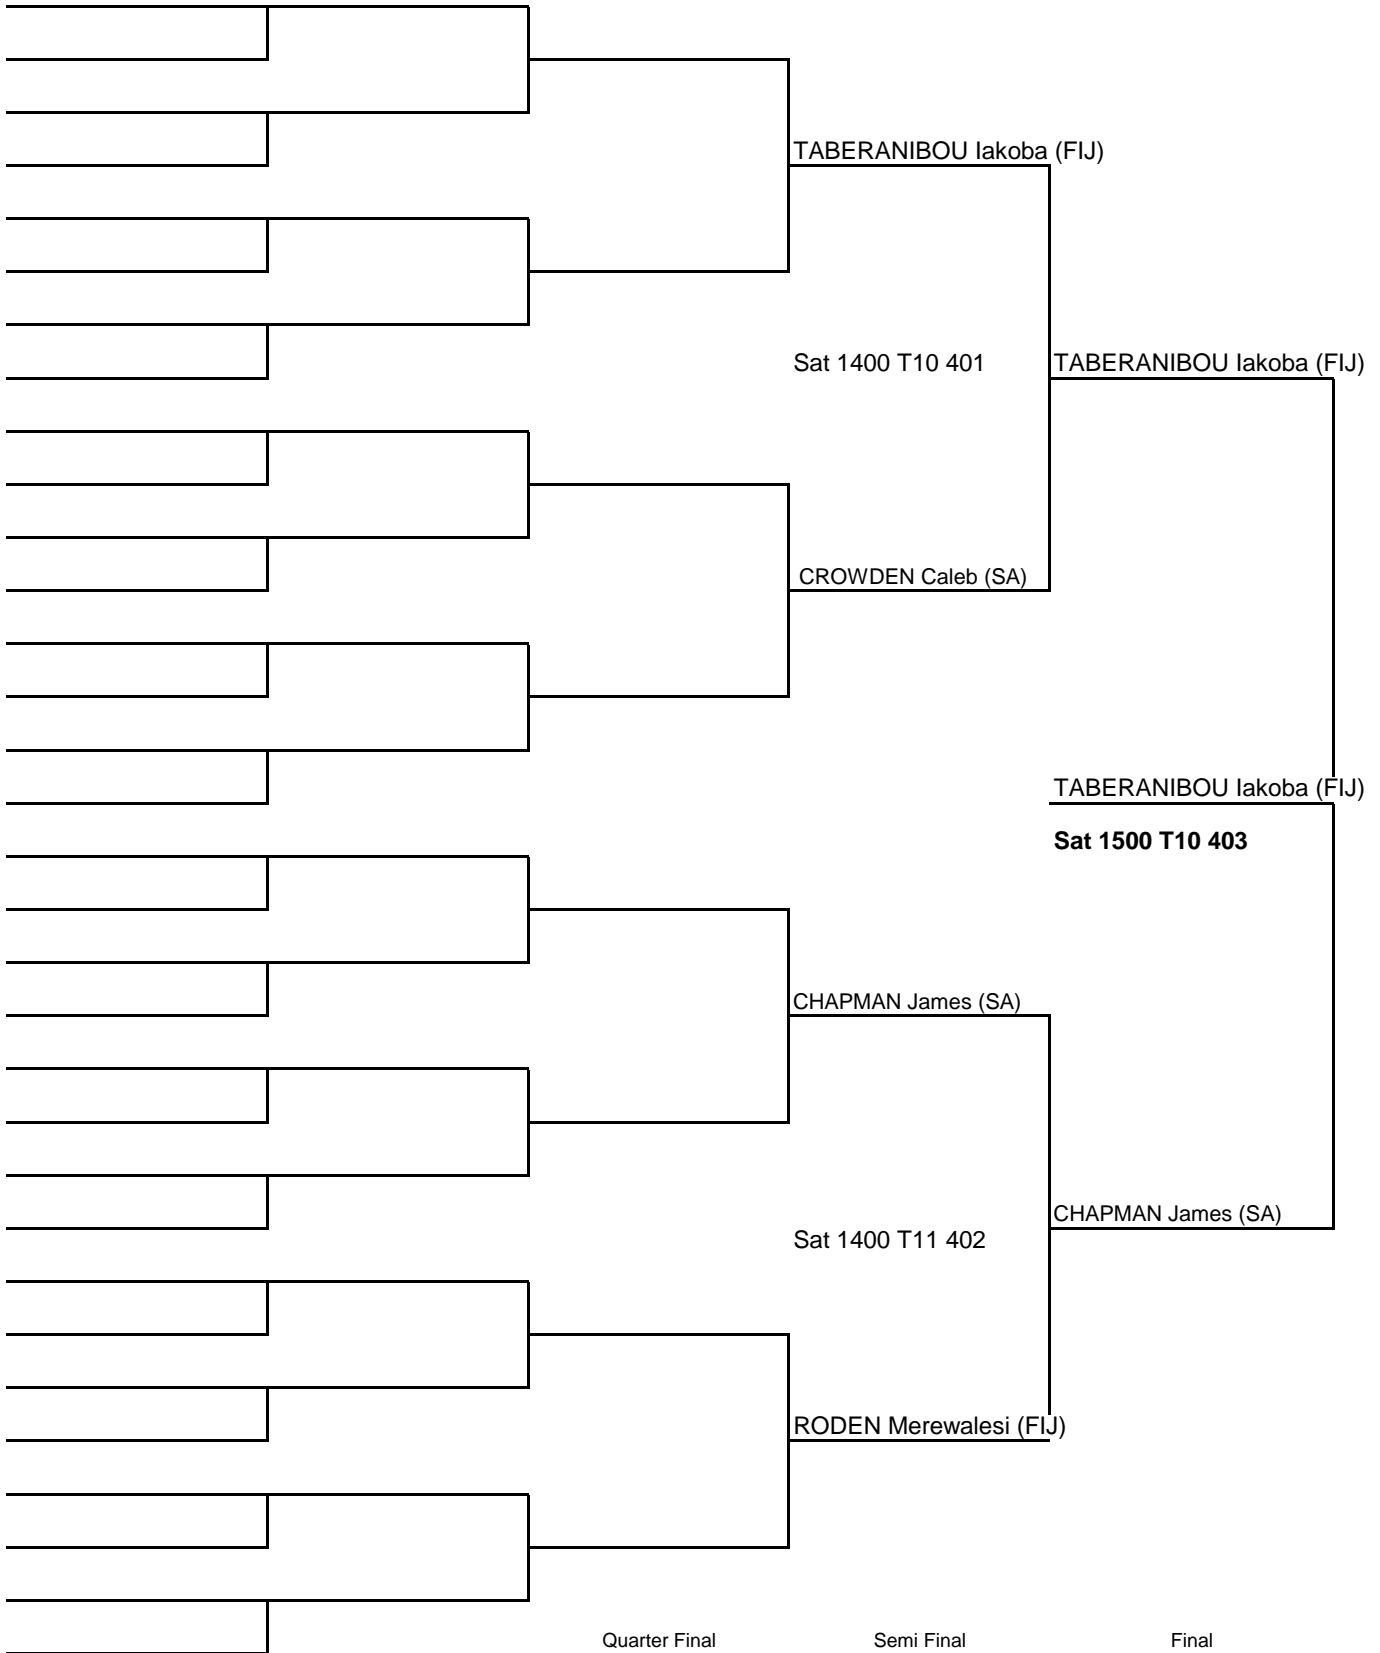 TABERANIBOU Iakoba (FIJ)
Sat 1400 T10 401
TABERANIBOU Iakoba (FIJ)
CROWDEN Caleb (SA)
TABERANIBOU Iakoba (FIJ)
Sat 1500 T10 403
CHAPMAN James (SA)
CHAPMAN James (SA)
Sat 1400 T11 402
RODEN Merewalesi (FIJ)
Quarter Final
Semi Final
Final